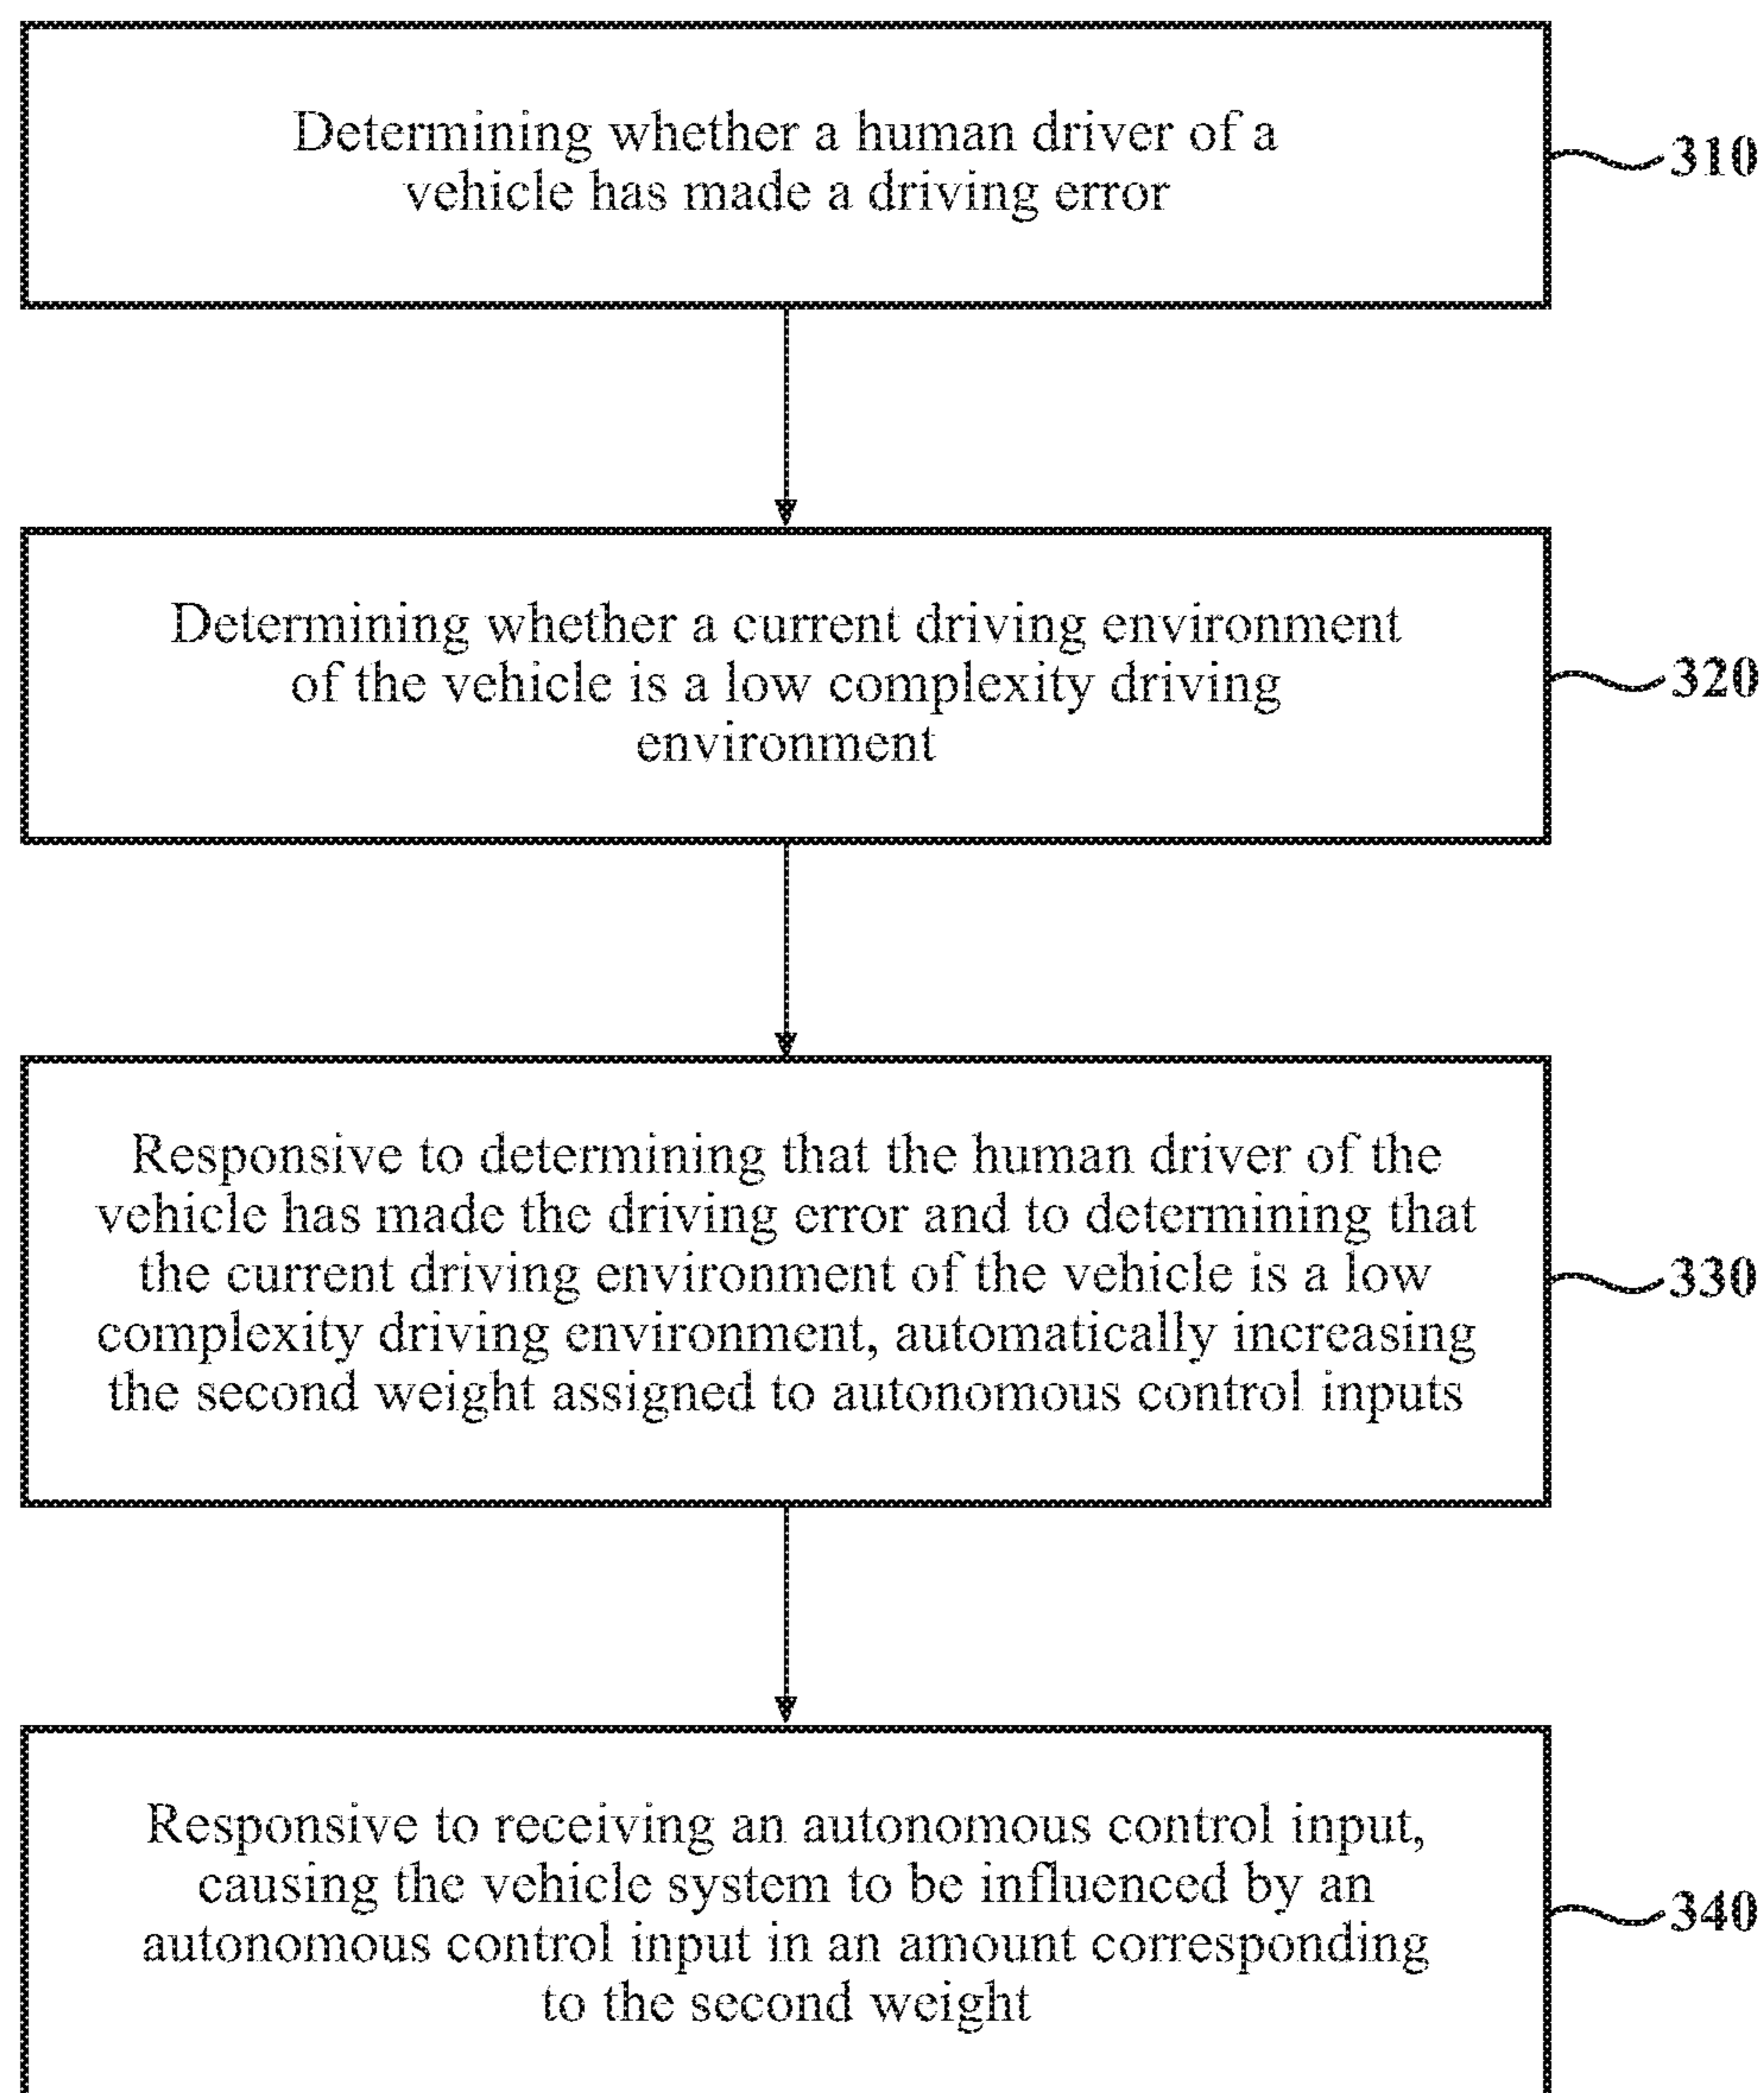 Determining whether a human driver of a
vehicle has made a driving error
310
Determining whether a current driving environment
of the vehicle is a low complexity driving
environment
320
Responsive to determining that the human driver of the
vehicle has made the driving error and to determining that
the current driving environment of the vehicle is a low
complexity driving environment, automatically increasing
the second weight assigned to autonomous control inputs
330
Responsive to receiving an autonomous control input,
causing the vehicle system to be influenced by an
autonomous control input in an amount corresponding
to the second weight
340